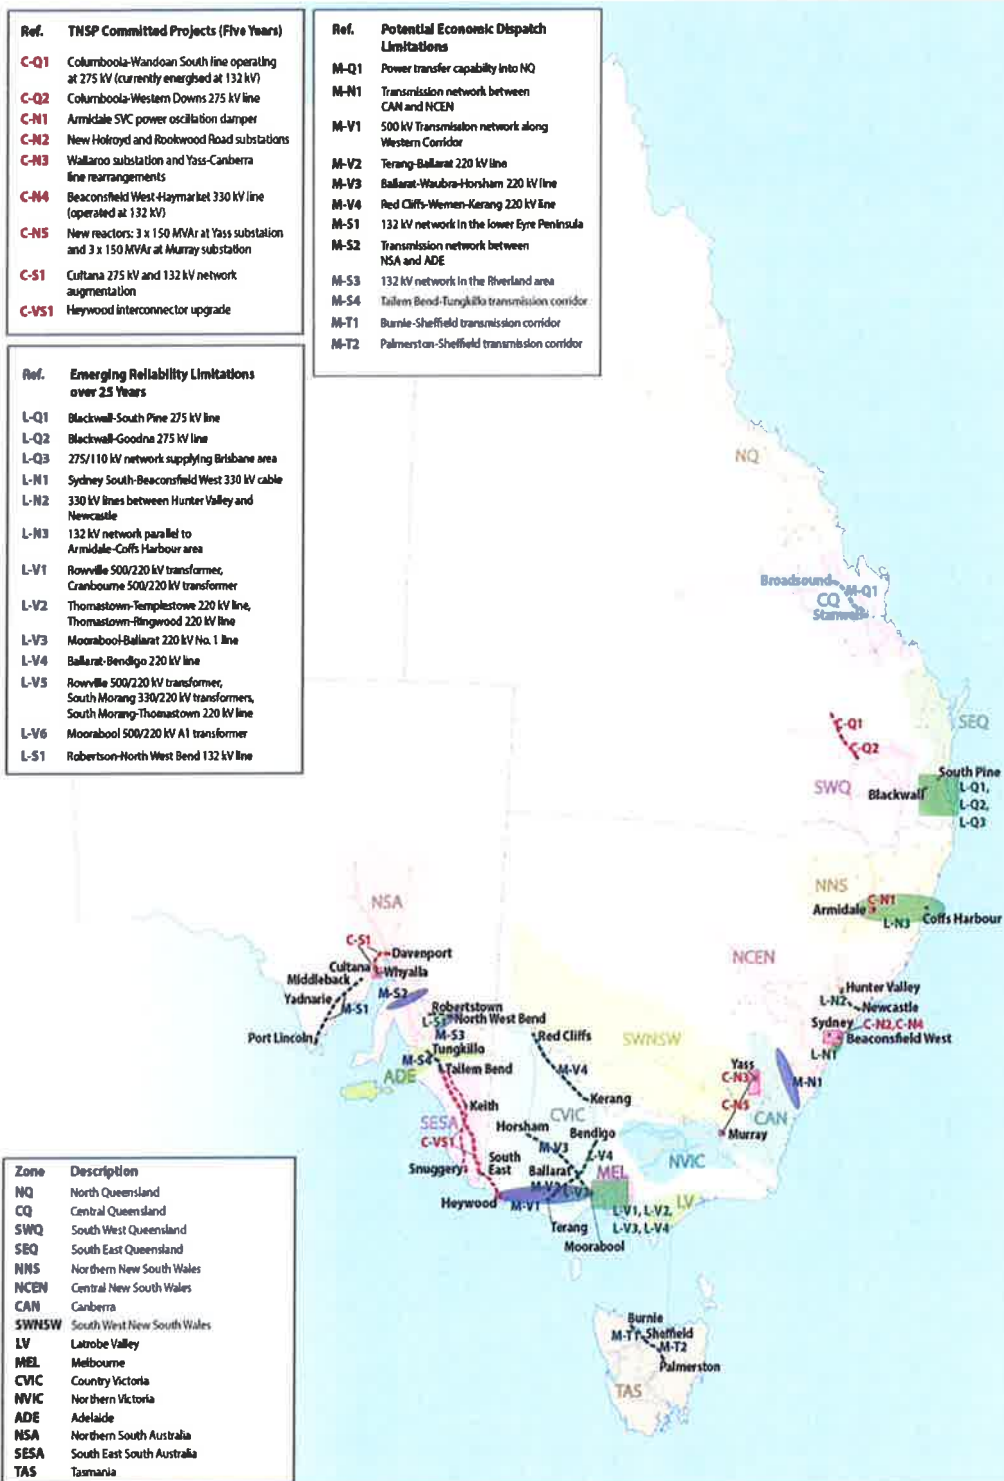 Ref. TNSP Committed Projects (Five Years)
C-Q1 Columboola-Wandoan South line operating
at 275 kV (currently energised at 132 kV)
C-Q2 Columboola-Western Downs 275 kV line
C-N1 Armidale SVC power oscillation damper
C-N2 New Holroyd and Rookwood Road substations
C-N3 Wallaroo substation and Yass-Canberra
line rearrangements
C-N4 Beaconsfield West-Haymarket 330 kV line
(operated at 132 kV)
C-N5 New reactors: 3 x 150 MVAr at Yass substation
and 3 x 150 MVAr at Murray substation
C-S1 Cultana 275 kV and 132 kV network
augmentation
C-VS1 Heywood interconnector upgrade
Ref. Potential Economic Dispatch
Limitations
M-Q1 Power transfer capability into NQ
M-N1 Transmission network between
CAN and NCEN
M-V1 500 kV Transmission network along
Western Corridor
M-V2 Terang-Ballarat 220 kV line
M-V3 Ballarat-Waubra-Horsham 220 kV line
M-V4 Red Cliffs-Wemen-Kerang 220 kV line
M-S1 132 kV network in the lower Eyre Peninsula
M-S2 Transmission network between
NSA and ADE
M-S3 132 kV network in the Riverland area
M-S4 Tailem Bend-Tungkillo transmission corridor
M-T1 Burnie-Sheffield transmission corridor
M-T2 Palmerston-Sheffield transmission corridor
Ref. Emerging Reliability Limitations
over 25 Years
L-Q1 Blackwall-South Pine 275 kV line
L-Q2 Blackwall-Goodna 275 kV line
L-Q3 275/110 kV network supplying Brisbane area
L-N1 Sydney South-Beaconsfield West 330 kV cable
L-N2 330 kV lines between Hunter Valley and
Newcastle
L-N3 132 kV network parallel to
Armidale-Coffs Harbour area
L-V1 Rowville 500/220 kV transformer,
Cranbourne 500/220 kV transformer
L-V2 Thomastown-Templestowe 220 kV line,
Thomastown-Ringwood 220 kV line
L-V3 Moorabool-Ballarat 220 kV No. 1 line
L-V4 Ballarat-Bendigo 220 kV line
L-V5 Rowville 500/220 kV transformer,
South Morang 330/220 kV transformers,
South Morang-Thomastown 220 kV line
L-V6 Moorabool 500/220 kV A1 transformer
L-S1 Robertson-North West Bend 132 kV line
NQ
Broadsound
M-Q1
CQ
Stanwell
C-Q1
C-Q2
SEQ
SWQ
South Pine
Blackwall
L-Q1,
L-Q2,
L-Q3
NNS
C-N1
Armidale
L-N3
Coffs Harbour
NSA
C-S1
Davenport
Cultana
Whyalla
Middleback
Yadnarie
M-S1
M-S2
Port Lincoln
NCEN
Hunter Valley
L-N2
Newcastle
Sydney
C-N2, C-N4
Beaconsfield West
L-N1
Robertstown
L-S1
North West Bend
M-S3
Red Cliffs
SWNSW
M-S4
Tungkillo
Tailem Bend
ADE
M-V4
Yass
C-N3
M-N1
Keith
Kerang
C-N5
CAN
SESA
C-VS1
CVIC
Horsham
Bendigo
Murray
M-V3
L-V4
NVIC
Snuggery
South
East
Ballarat
MEL
M-V2
L-V3
Heywood
M-V1
LV
L-V1, L-V2,
L-V3, L-V4
Terang
Moorabool
Burnie
M-T1
Sheffield
M-T2
Palmerston
TAS
Zone Description
NQ North Queensland
CQ Central Queensland
SWQ South West Queensland
SEQ South East Queensland
NNS Northern New South Wales
NCEN Central New South Wales
CAN Canberra
SWNSW South West New South Wales
LV Latrobe Valley
MEL Melbourne
CVIC Country Victoria
NVIC Northern Victoria
ADE Adelaide
NSA Northern South Australia
SESA South East South Australia
TAS Tasmania